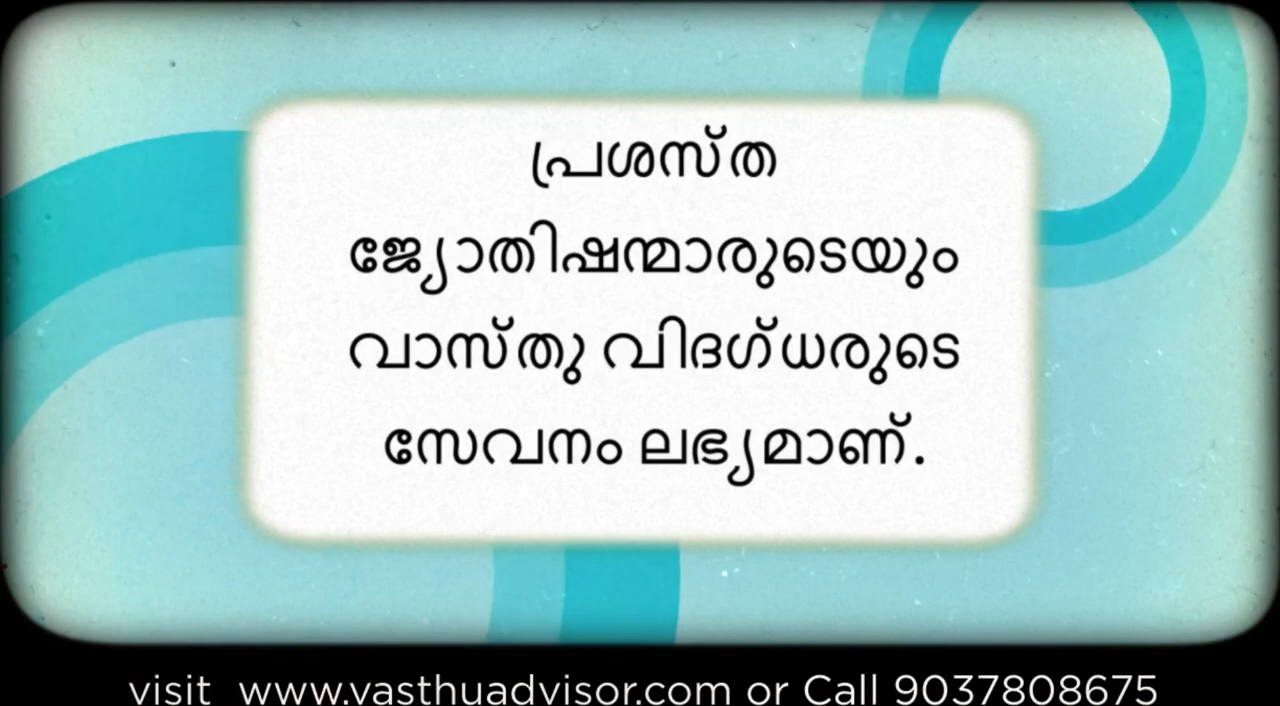 പ്രശസ്ത
ജ്യോതിഷന്മാരുടെയും
വാസ്തു വിദഗ്ധരുടെ
സേവനം ലഭ്യമാണ്.
visit www.vasthuadvisor.com or Call 9037808675